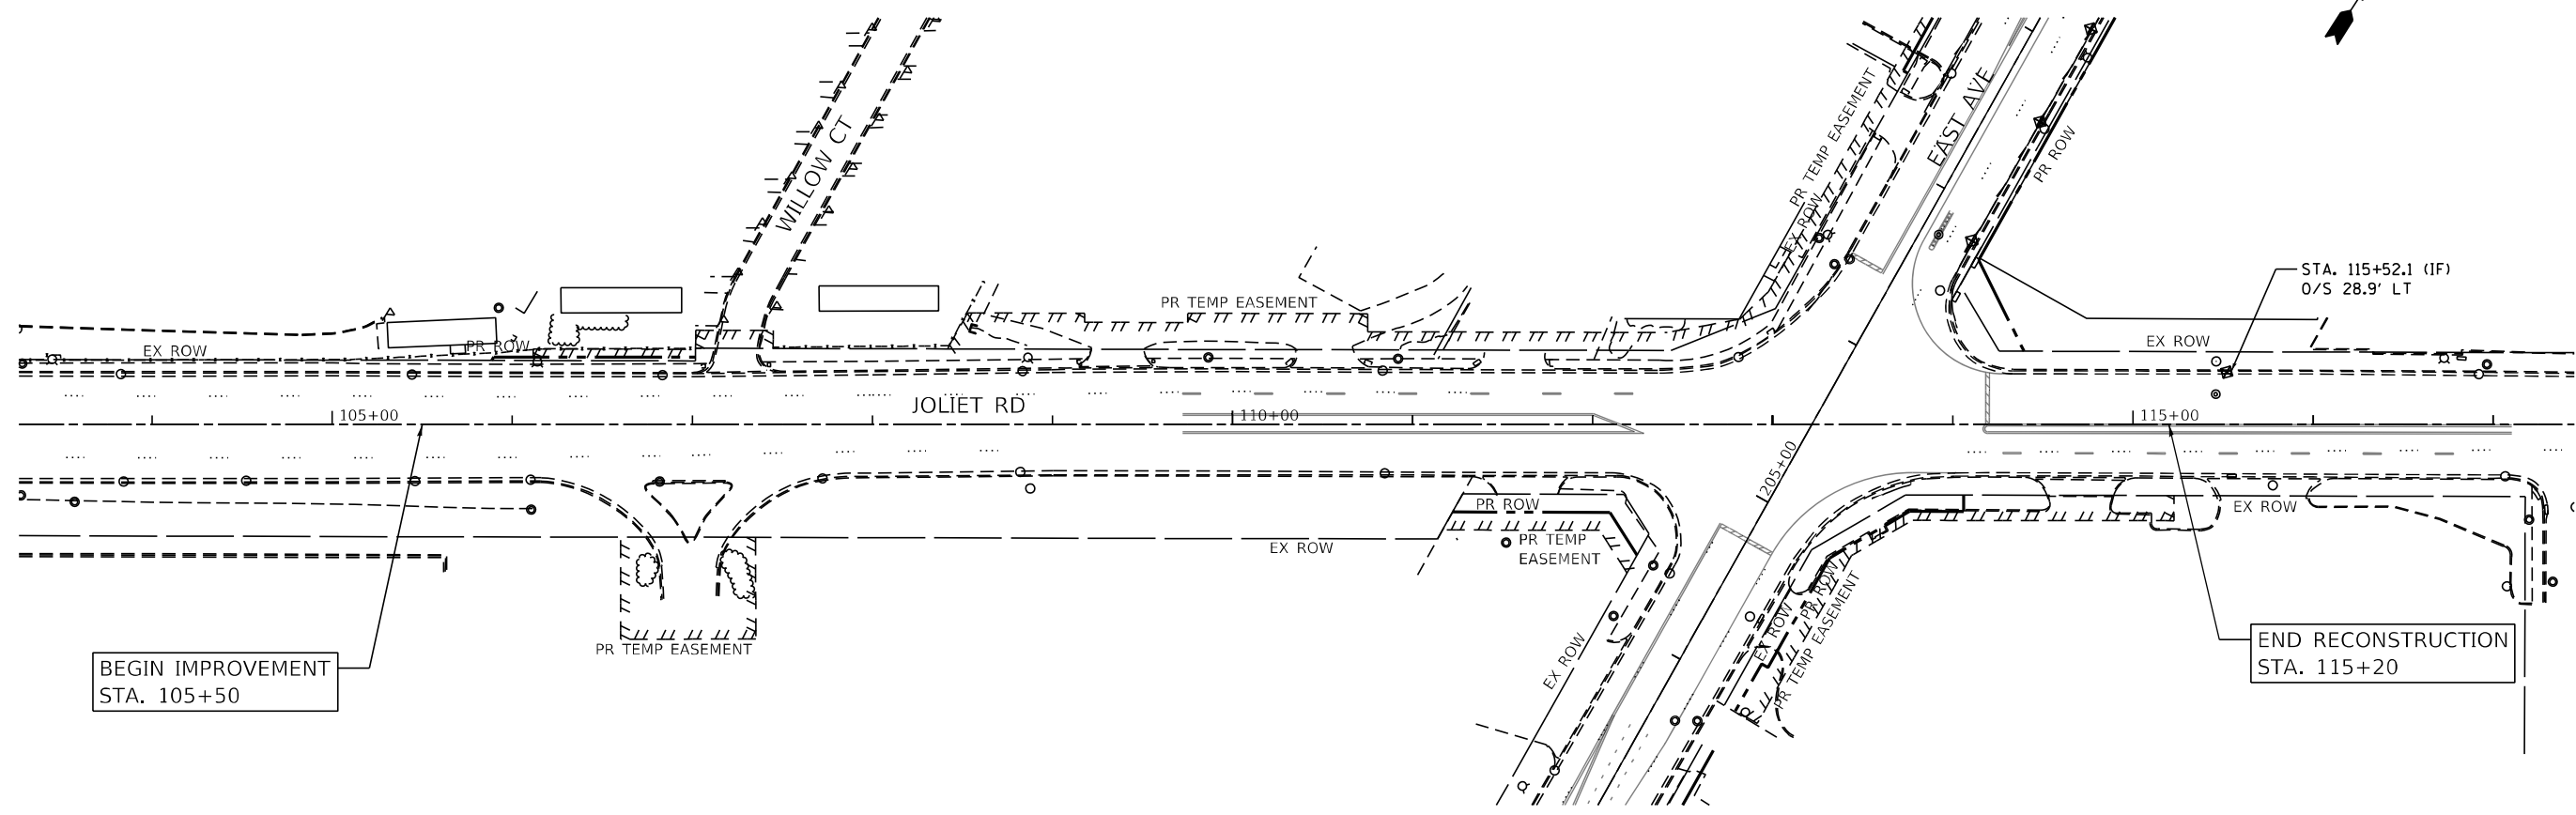 WILLOW CT
PR TEMP EASEMENT
EX ROW
EAST AVE
PR ROW
PR TEMP EASEMENT
STA. 115+52.1 (IF)
O/S 28.9' LT
EX ROW
PR ROW
EX ROW
105+00
JOLIET RD
110+00
115+00
205+00
PR ROW
PR TEMP
EASEMENT
EX ROW
EX ROW
PR TEMP EASEMENT
EX ROW
EX ROW
PR ROW
PR TEMP EASEMENT
BEGIN IMPROVEMENT
STA. 105+50
END RECONSTRUCTION
STA. 115+20